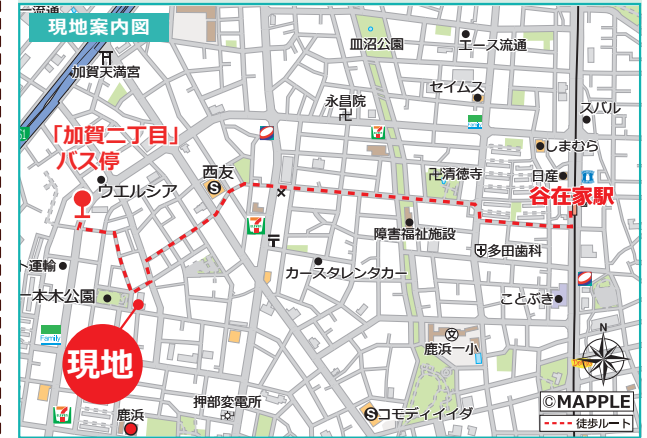 現地案内図
一流通
加賀天満宮
皿沼公園
エース流通
セイムス
永昌院
スバル
「加賀二丁目」
バス停
しまむら
西友
ウエルシア
清徳寺
日産
谷在家駅
障害福祉施設
多田歯科
ト運輸
カースタレンタカー
一本木公園
ことぶき
Family
鹿浜一小
N
現地
押部変電所
©MAPPLE
鹿浜
コモディイイダ
徒歩ルート